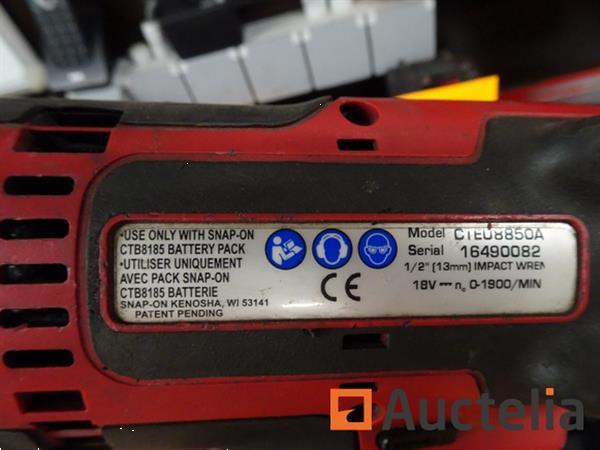 •USE ONLY WITH SNAP-ON
CTB8185 BATTERY PACK
•UTILISER UNIQUEMENT
AVEC PACK SNAP-ON
CTB8185 BATTERIE
SNAP-ON KENOSHA, WI 53141
PATENT PENDING
CE
Model CTEU8850A
Serial 16490082
1/2" [13mm] IMPACT WREN
18V ⎓ n₀ 0-1900/MIN
Auctelia